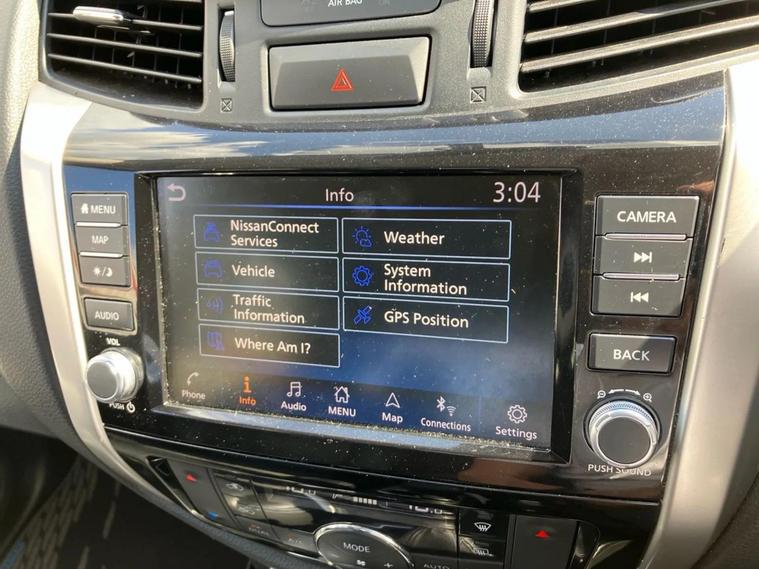 AIR BAG
Info
3:04
MENU
MAP
AUDIO
VOL
PUSH
NissanConnect
Services
Weather
Vehicle
System
Information
Traffic
Information
GPS Position
Where Am I?
Phone
Info
Audio
MENU
Map
Connections
Settings
CAMERA
BACK
PUSH SOUND
MODE
AUTO